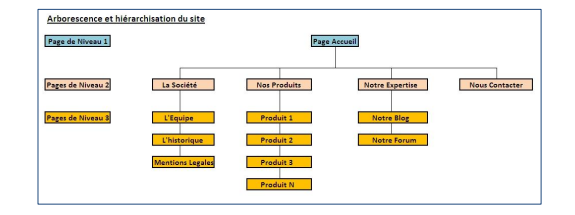 Arborescence et hiérarchisation du site
Page de Niveau 1
Page Accueil
Pages de Niveau 2
La Société
Nos Produits
Notre Expertise
Nous Contacter
Pages de Niveau 3
L'Equipe
Produit 1
Notre Blog
L'historique
Produit 2
Notre Forum
Mentions Legales
Produit 3
Produit N